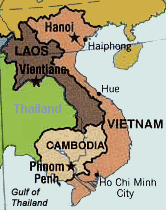 Hanoi
Haiphong
LAOS
Vientiane
Hue
Thailand
VIETNAM
CAMBODIA
Phnom
Penh
Ho Chi Minh
City
Gulf of
Thailand